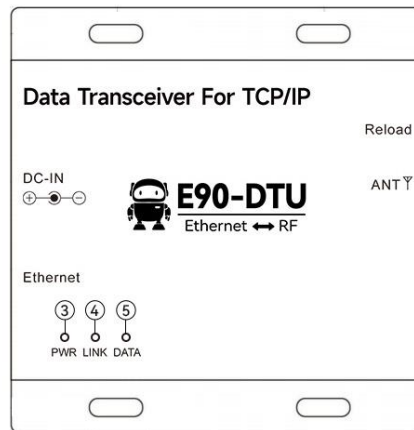 Data Transceiver For TCP/IP
Reload
DC-IN
ANT
E90-DTU
Ethernet ↔ RF
Ethernet
③ ④ ⑤
PWR LINK DATA